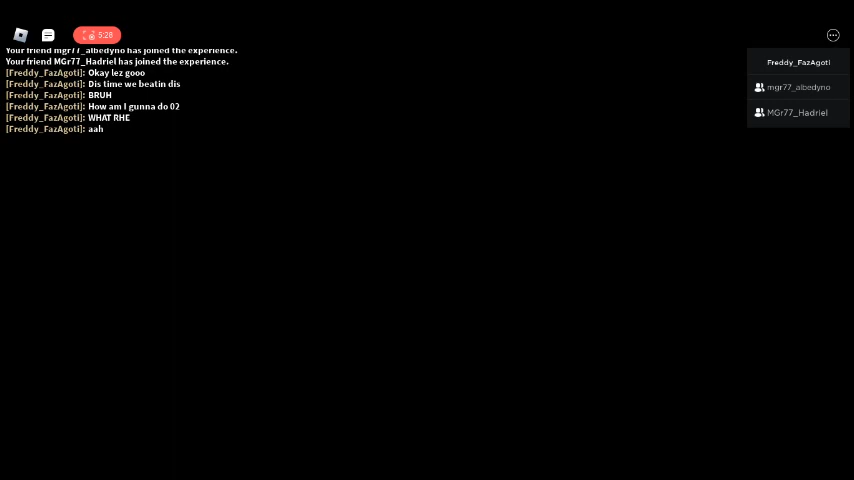 5:28
Your friend mgr77_albedyno has joined the experience.
Your friend MGr77_Hadriel has joined the experience.
[Freddy_FazAgoti]: Okay lez gooo
[Freddy_FazAgoti]: Dis time we beatin dis
[Freddy_FazAgoti]: BRUH
[Freddy_FazAgoti]: How am I gunna do 02
[Freddy_FazAgoti]: WHAT RHE
[Freddy_FazAgoti]: aah
Freddy_FazAgoti
mgr77_albedyno
MGr77_Hadriel